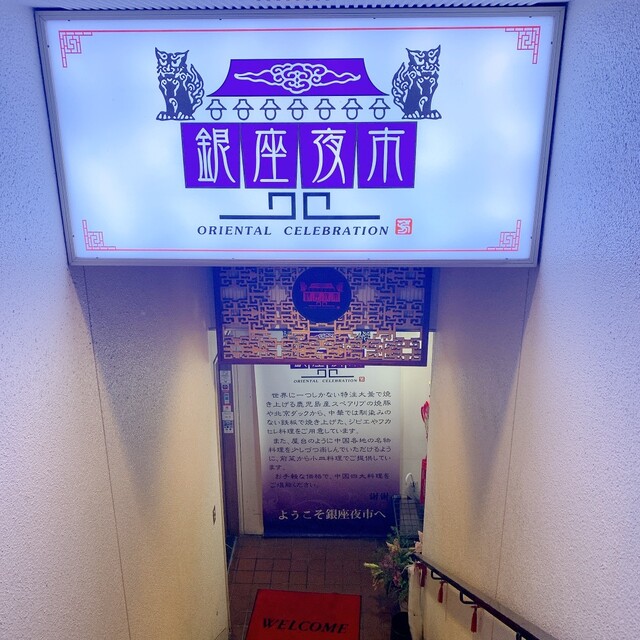 銀座夜市
ORIENTAL CELEBRATION
ORIENTAL CELEBRATION
世界に一つしかない特注大釜で焼
き上げる鹿児島産スペアリブの焼豚
や北京ダックから、中華では馴染みの
ない鉄板で焼き上げた、ジビエやフカ
ヒレ料理をご用意しています。
また、屋台のように中国各地の名物
料理を少しづつ楽しんでいただけるよう
に、前菜から小皿料理でご提供してい
ます。
お手軽な価格で、中国四大料理を
ご堪能ください。
謝謝
ようこそ銀座夜市へ
WELCOME